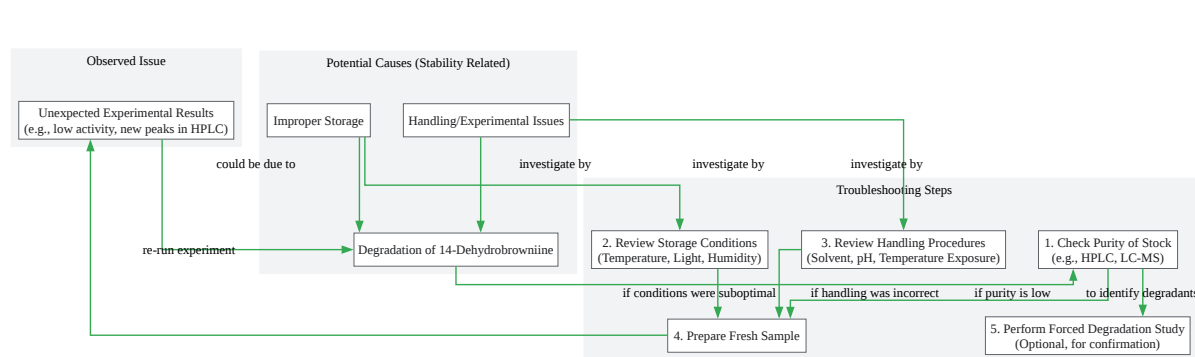 Observed Issue
Potential Causes (Stability Related)
Unexpected Experimental Results
(e.g., low activity, new peaks in HPLC)
Improper Storage
Handling/Experimental Issues
could be due to
investigate by
investigate by
investigate by
Troubleshooting Steps
re-run experiment
Degradation of 14-Dehydrobrowniine
2. Review Storage Conditions
(Temperature, Light, Humidity)
3. Review Handling Procedures
(Solvent, pH, Temperature Exposure)
1. Check Purity of Stock
(e.g., HPLC, LC-MS)
if conditions were suboptimal
if handling was incorrect
if purity is low
to identify degradants
4. Prepare Fresh Sample
5. Perform Forced Degradation Study
(Optional, for confirmation)